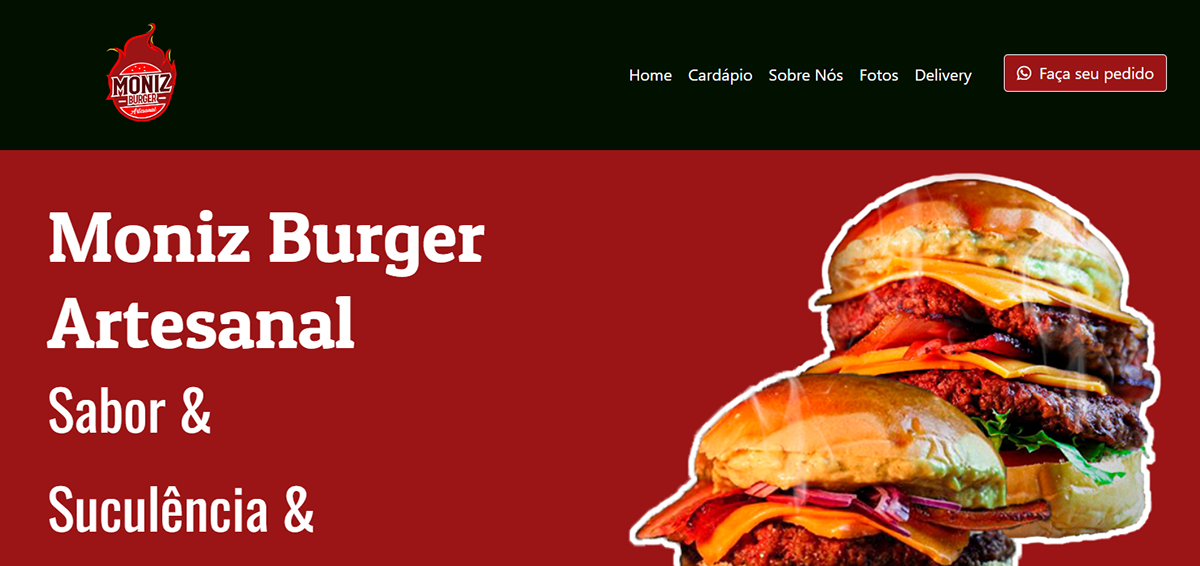 MONIZ
BURGER
Artesanal
Home Cardápio Sobre Nós Fotos Delivery Faça seu pedido
Moniz Burger
Artesanal
Sabor &
Suculência &